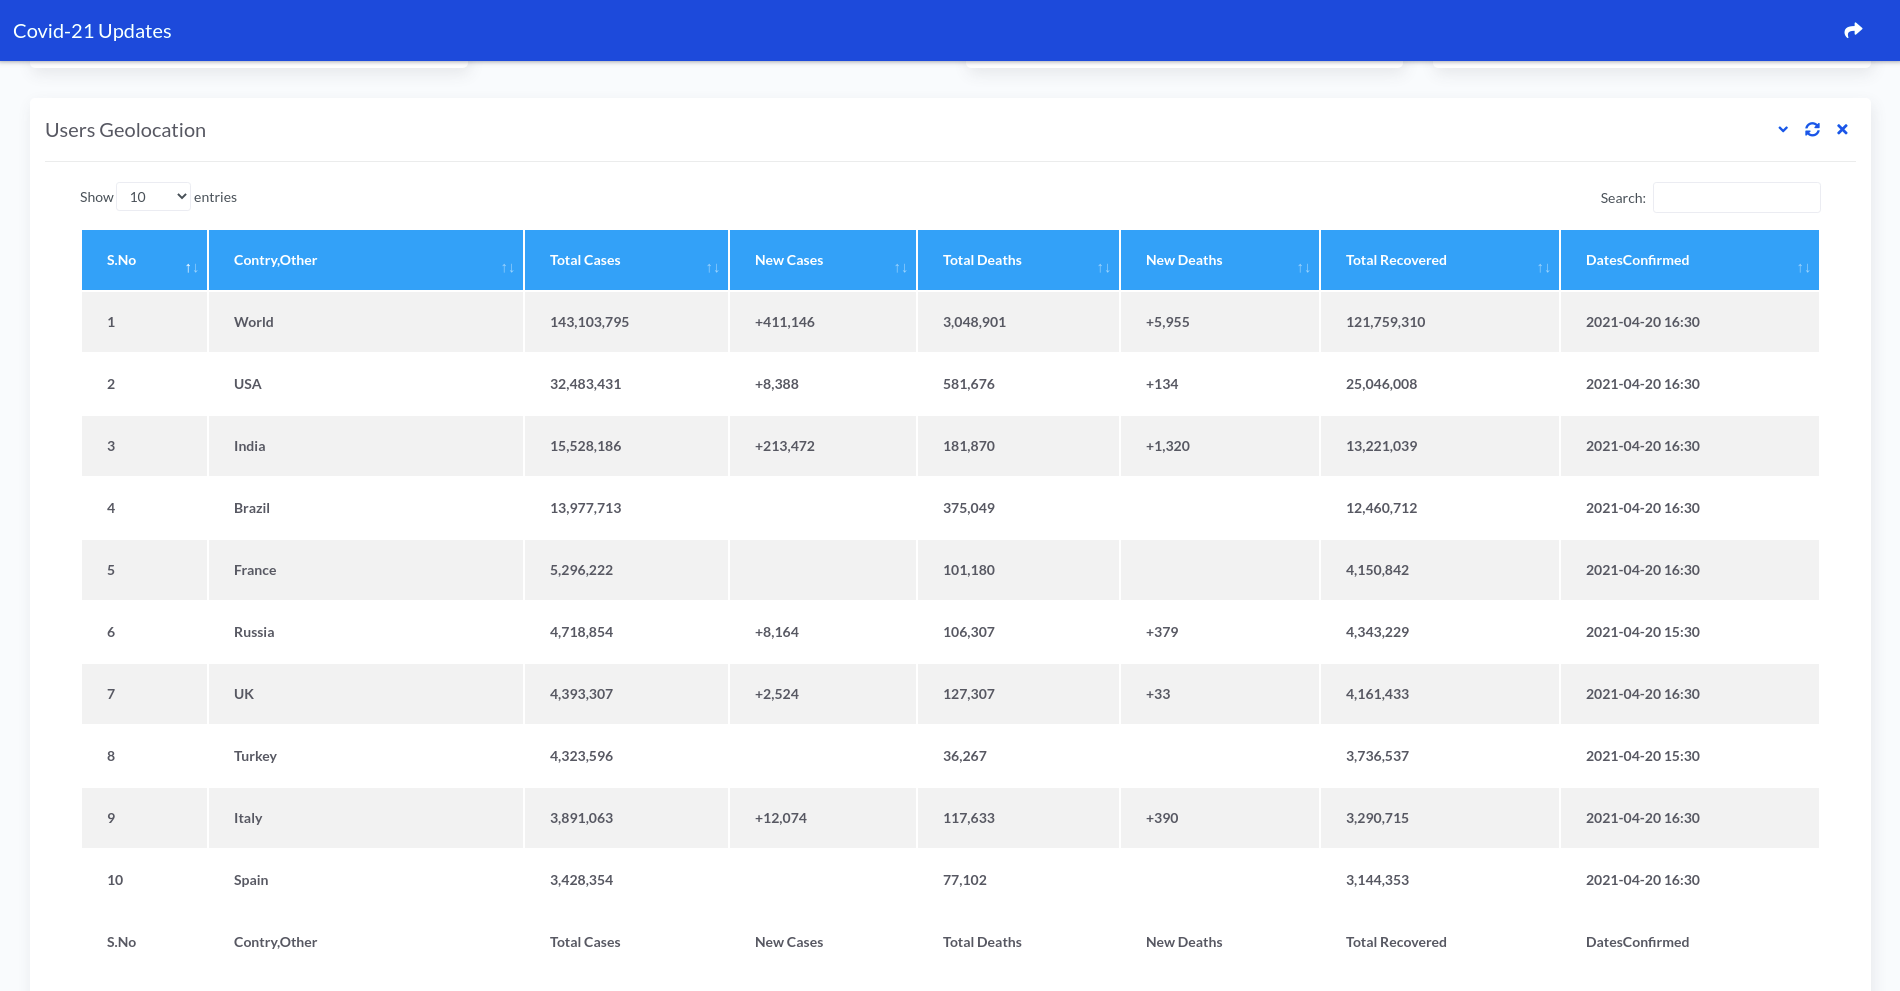 Covid-21 Updates
Users Geolocation
Show 10 entries Search:
S.No Contry,Other Total Cases New Cases Total Deaths New Deaths Total Recovered DatesConfirmed
1 World 143,103,795 +411,146 3,048,901 +5,955 121,759,310 2021-04-20 16:30
2 USA 32,483,431 +8,388 581,676 +134 25,046,008 2021-04-20 16:30
3 India 15,528,186 +213,472 181,870 +1,320 13,221,039 2021-04-20 16:30
4 Brazil 13,977,713 375,049 12,460,712 2021-04-20 16:30
5 France 5,296,222 101,180 4,150,842 2021-04-20 16:30
6 Russia 4,718,854 +8,164 106,307 +379 4,343,229 2021-04-20 15:30
7 UK 4,393,307 +2,524 127,307 +33 4,161,433 2021-04-20 16:30
8 Turkey 4,323,596 36,267 3,736,537 2021-04-20 15:30
9 Italy 3,891,063 +12,074 117,633 +390 3,290,715 2021-04-20 16:30
10 Spain 3,428,354 77,102 3,144,353 2021-04-20 16:30
S.No Contry,Other Total Cases New Cases Total Deaths New Deaths Total Recovered DatesConfirmed